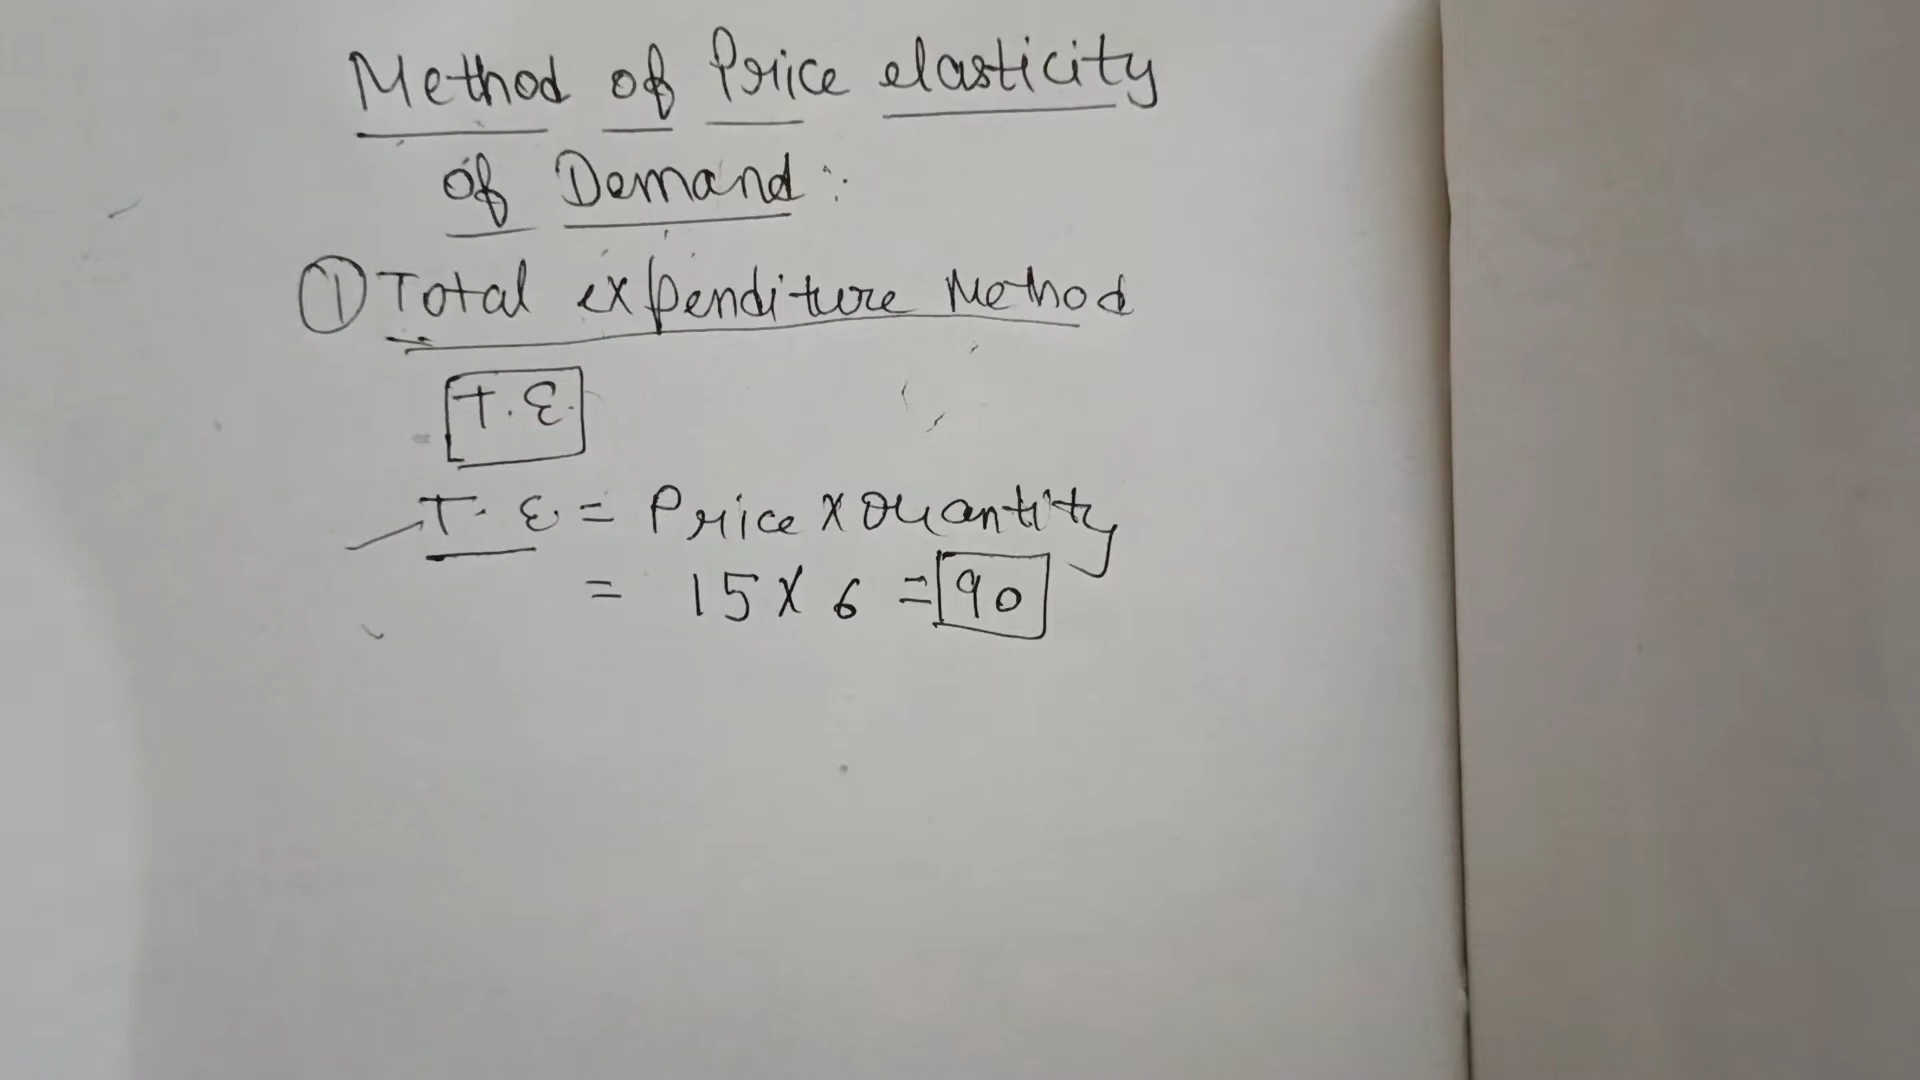 Method of Price elasticity
of Demand:
① Total expenditure Method
T.E.
T.E = Price X Quantity
= 15 X 6 = 90